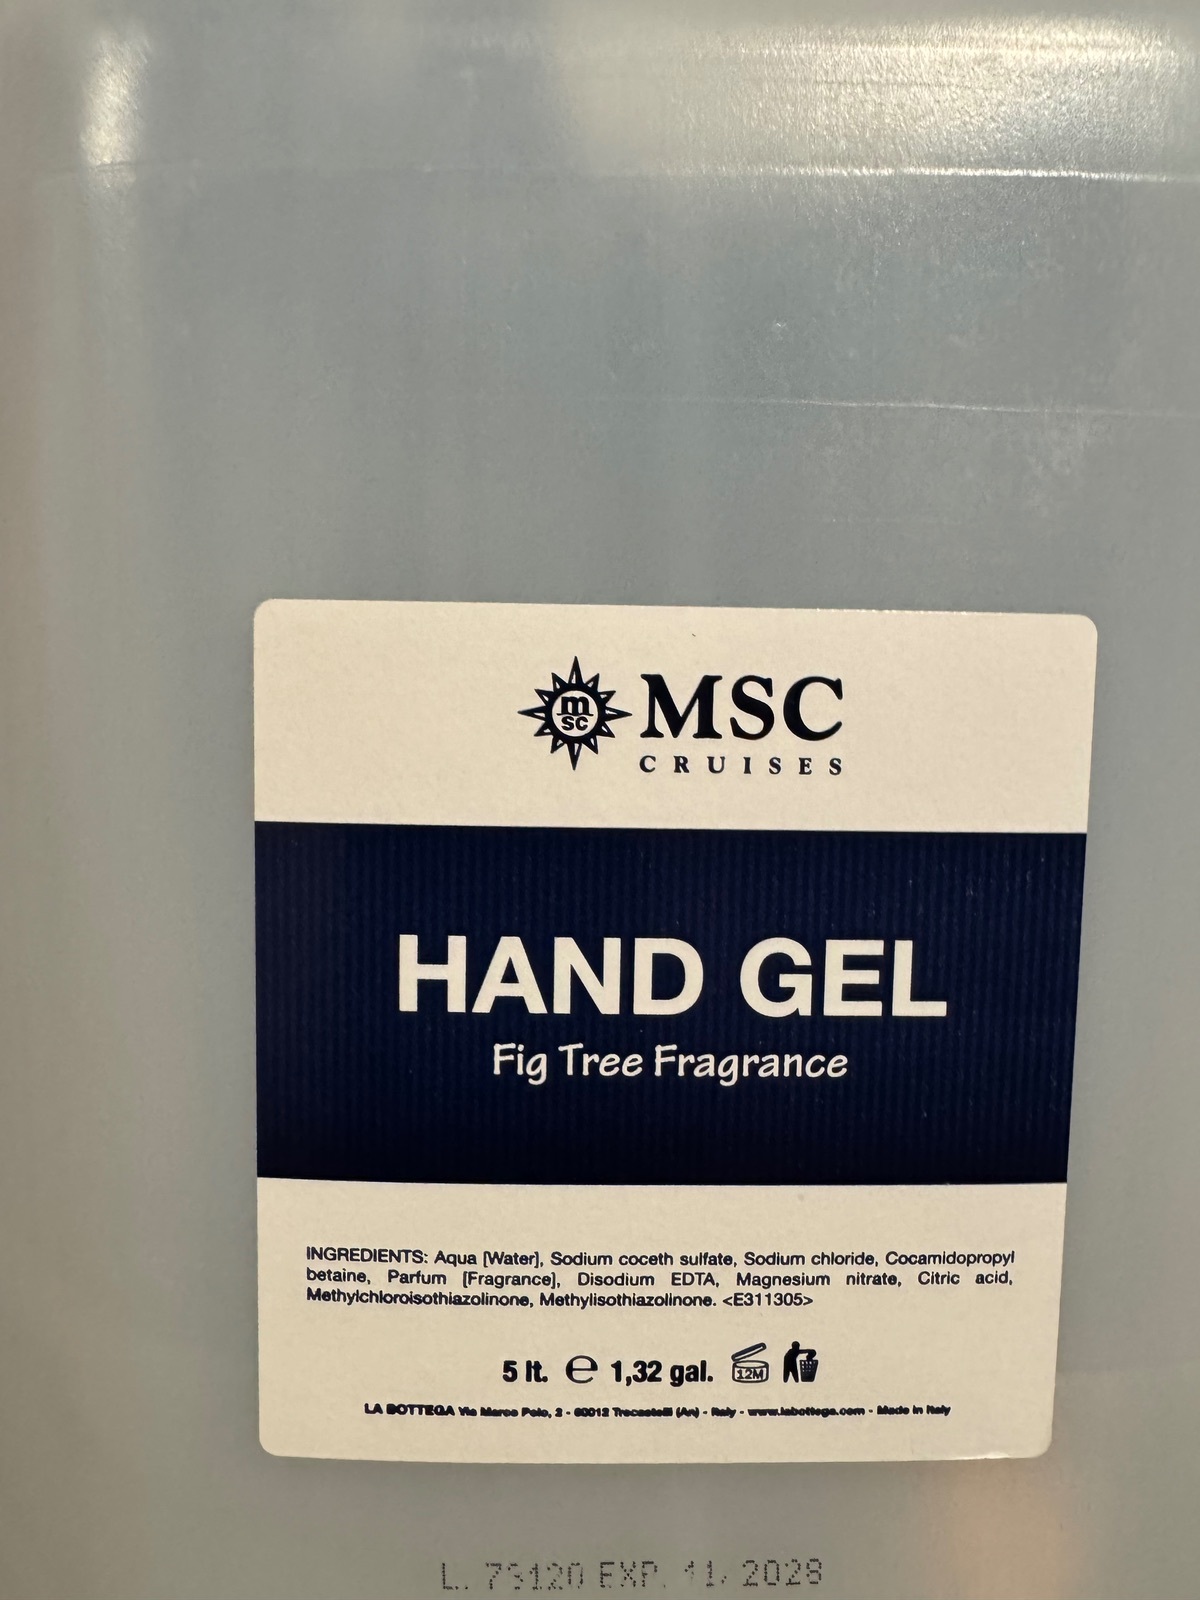 m
SC
MSC
CRUISES
HAND GEL
Fig Tree Fragrance
INGREDIENTS: Aqua [Water], Sodium coceth sulfate, Sodium chloride, Cocamidopropyl
betaine, Parfum [Fragrance], Disodium EDTA, Magnesium nitrate, Citric acid,
Methylchloroisothiazolinone, Methylisothiazolinone. <E311305>
5 lt. ℮ 1,32 gal. 12M
LA BOTTEGA Via Marco Polo, 2 - 60012 Trecastelli (An) - Italy - www.labottega.com - Made in Italy
L. EXP. 11/ 2028